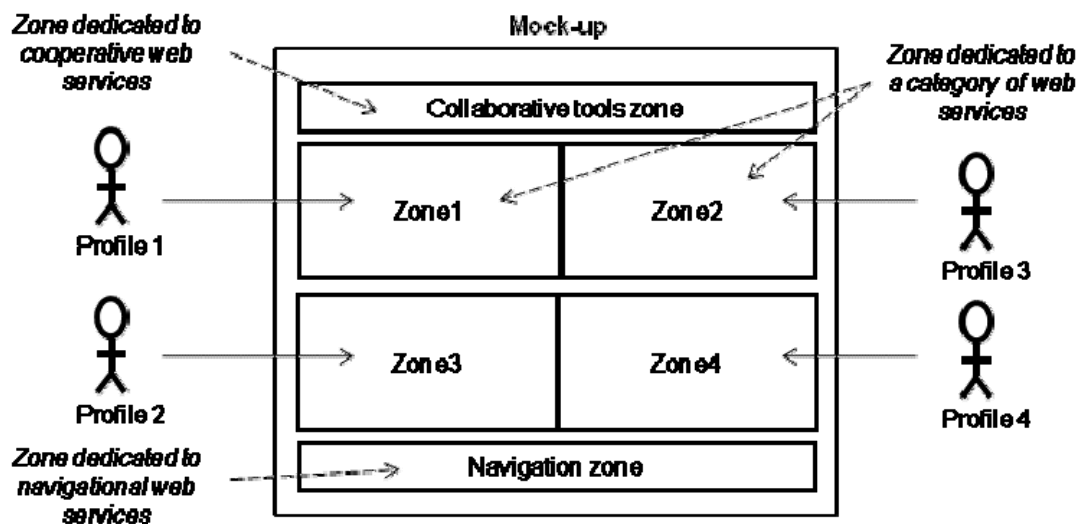 Mock-up
Zone dedicated to
cooperative web
services
Zone dedicated to
a category of web
services
Collaborative tools zone
Zone1
Zone2
Profile 1
Profile 3
Zone3
Zone4
Profile 2
Profile 4
Zone dedicated to
navigational web
services
Navigation zone